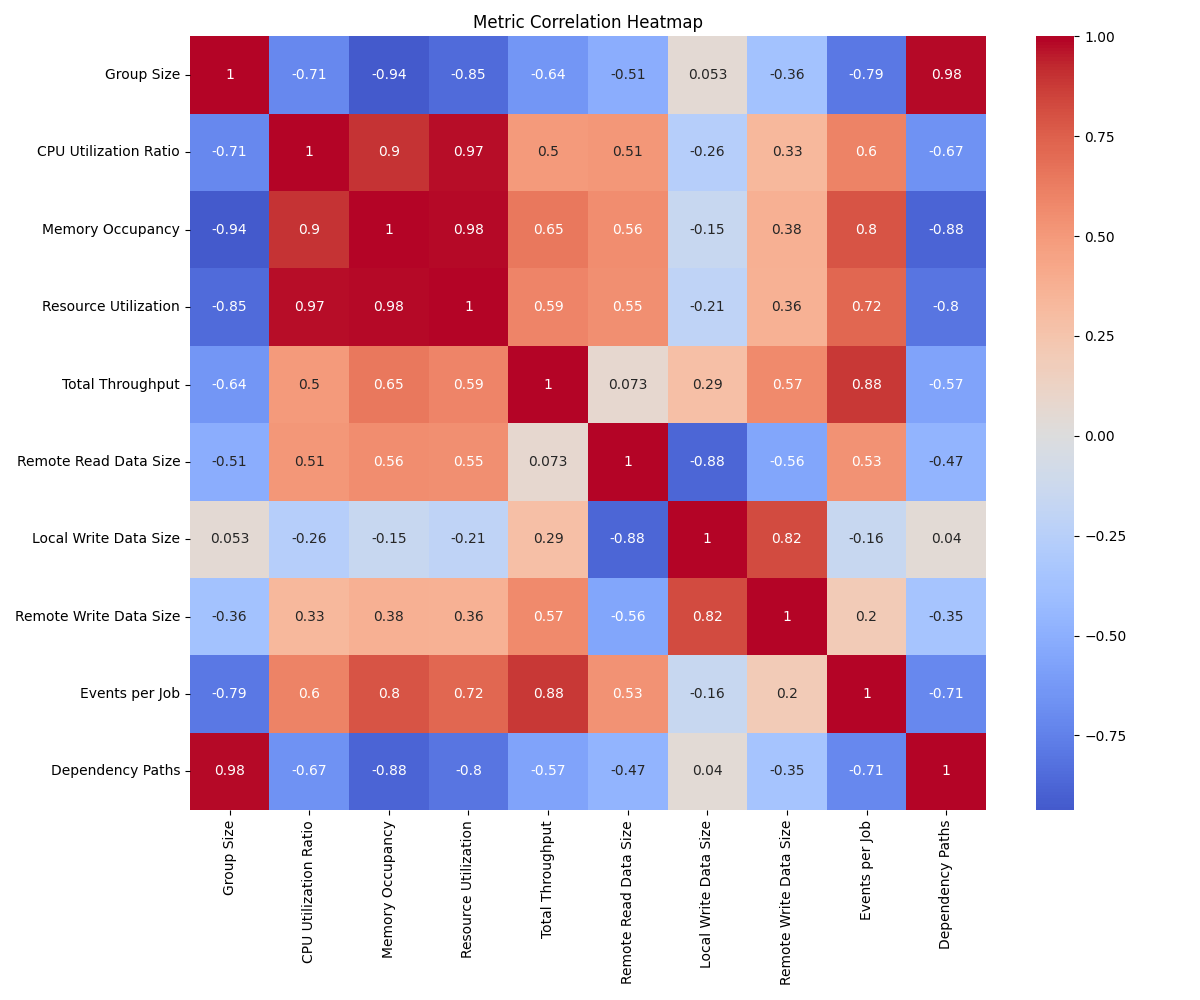 Metric Correlation Heatmap
Group Size 1 -0.71 -0.94 -0.85 -0.64 -0.51 0.053 -0.36 -0.79 0.98
CPU Utilization Ratio -0.71 1 0.9 0.97 0.5 0.51 -0.26 0.33 0.6 -0.67
Memory Occupancy -0.94 0.9 1 0.98 0.65 0.56 -0.15 0.38 0.8 -0.88
Resource Utilization -0.85 0.97 0.98 1 0.59 0.55 -0.21 0.36 0.72 -0.8
Total Throughput -0.64 0.5 0.65 0.59 1 0.073 0.29 0.57 0.88 -0.57
Remote Read Data Size -0.51 0.51 0.56 0.55 0.073 1 -0.88 -0.56 0.53 -0.47
Local Write Data Size 0.053 -0.26 -0.15 -0.21 0.29 -0.88 1 0.82 -0.16 0.04
Remote Write Data Size -0.36 0.33 0.38 0.36 0.57 -0.56 0.82 1 0.2 -0.35
Events per Job -0.79 0.6 0.8 0.72 0.88 0.53 -0.16 0.2 1 -0.71
Dependency Paths 0.98 -0.67 -0.88 -0.8 -0.57 -0.47 0.04 -0.35 -0.71 1
Group Size
CPU Utilization Ratio
Memory Occupancy
Resource Utilization
Total Throughput
Remote Read Data Size
Local Write Data Size
Remote Write Data Size
Events per Job
Dependency Paths
1.00
0.75
0.50
0.25
0.00
−0.25
−0.50
−0.75